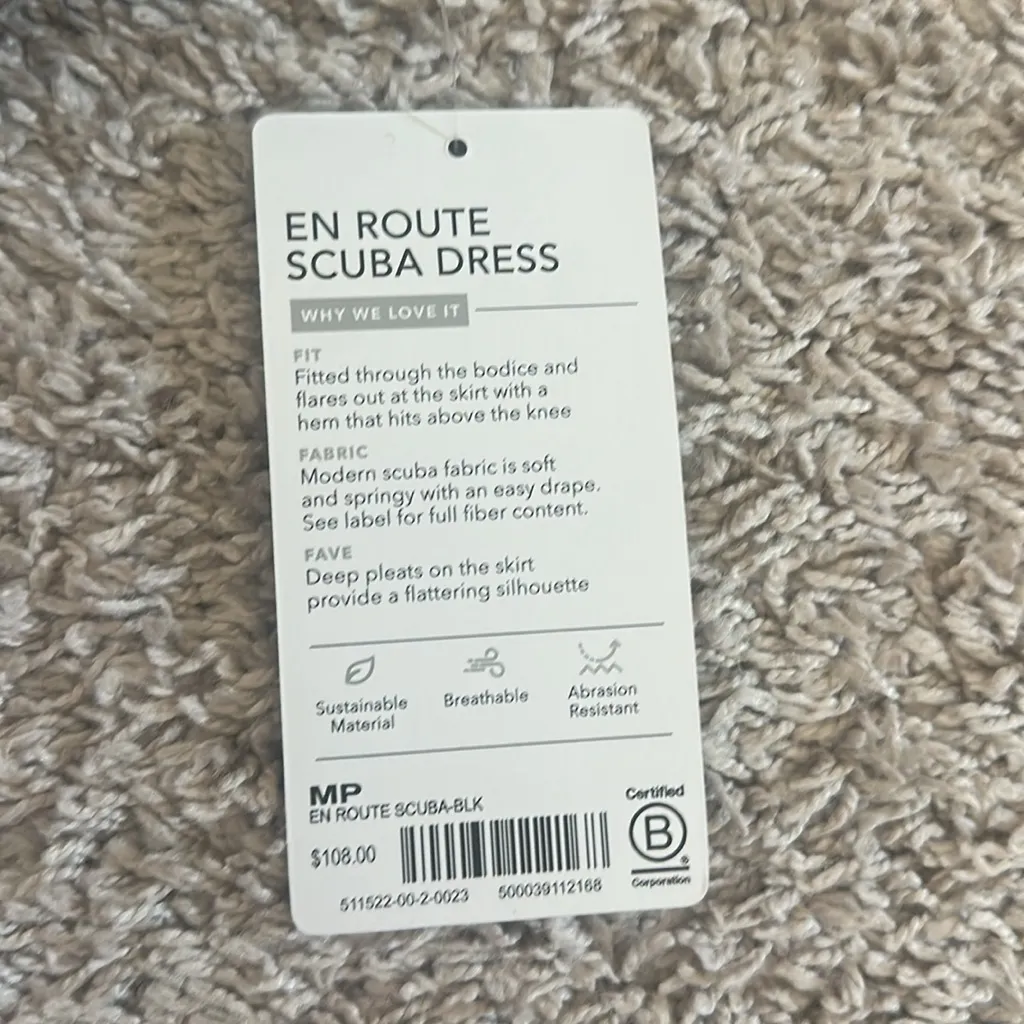 EN ROUTE
SCUBA DRESS
WHY WE LOVE IT
FIT
Fitted through the bodice and
flares out at the skirt with a
hem that hits above the knee
FABRIC
Modern scuba fabric is soft
and springy with an easy drape.
See label for full fiber content.
FAVE
Deep pleats on the skirt
provide a flattering silhouette
Sustainable
Material
Breathable
Abrasion
Resistant
MP
EN ROUTE SCUBA-BLK
$108.00
511522-00-2-0023 500039112168
Certified
B
®
Corporation